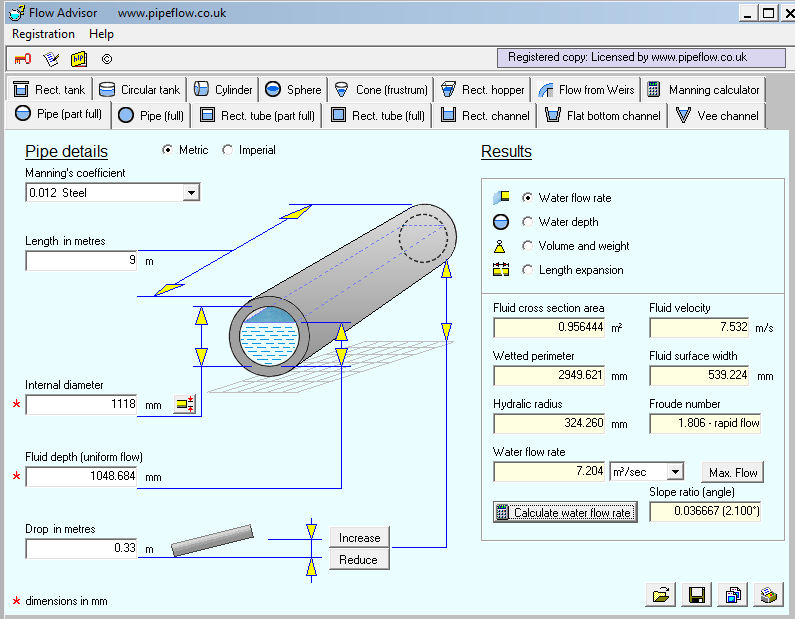 Flow Advisor www.pipeflow.co.uk
Registration Help
Registered copy: Licensed by www.pipeflow.co.uk
Rect. tank Circular tank Cylinder Sphere Cone (frustrum) Rect. hopper Flow from Weirs Manning calculator
Pipe (part full) Pipe (full) Rect. tube (part full) Rect. tube (full) Rect. channel Flat bottom channel Vee channel
Pipe details
Metric Imperial
Manning's coefficient
0.012 Steel
Length in metres
9 m
Internal diameter
* 1118 mm
Fluid depth (uniform flow)
* 1048.684 mm
Drop in metres
0.33 m
Increase
Reduce
* dimensions in mm
Results
Water flow rate
Water depth
Volume and weight
Length expansion
Fluid cross section area Fluid velocity
0.956444 m² 7.532 m/s
Wetted perimeter Fluid surface width
2949.621 mm 539.224 mm
Hydralic radius Froude number
324.260 mm 1.806 - rapid flow
Water flow rate
7.204 m³/sec Max. Flow
Slope ratio (angle)
Calculate water flow rate 0.036667 (2.100°)